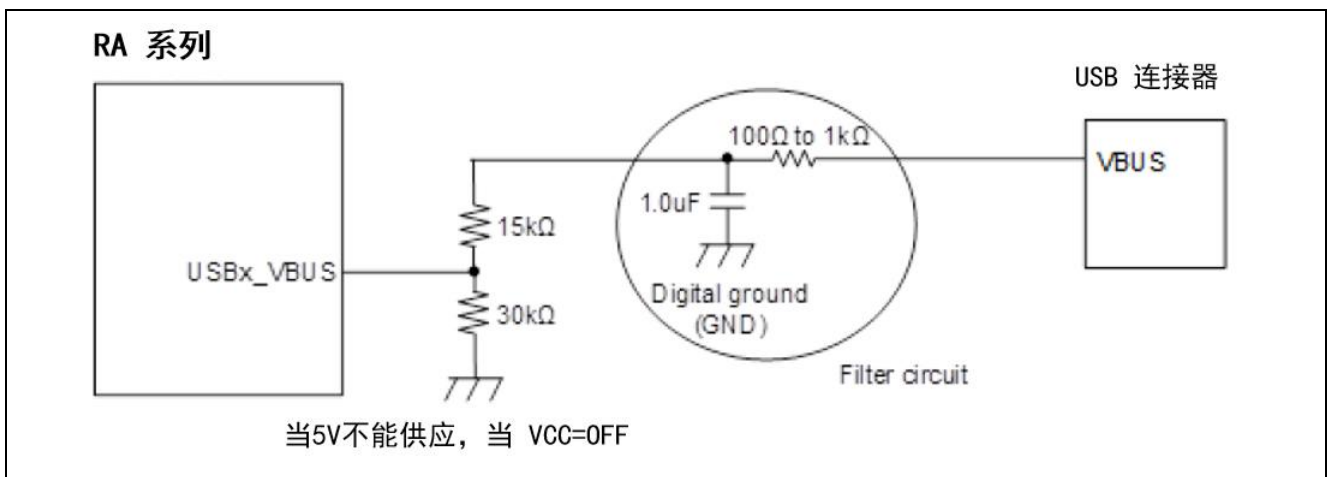 RA 系列
USB 连接器
100Ω to 1kΩ
VBUS
1.0uF
15kΩ
USBx_VBUS
Digital ground
(GND)
30kΩ
Filter circuit
当5V不能供应，当 VCC=OFF